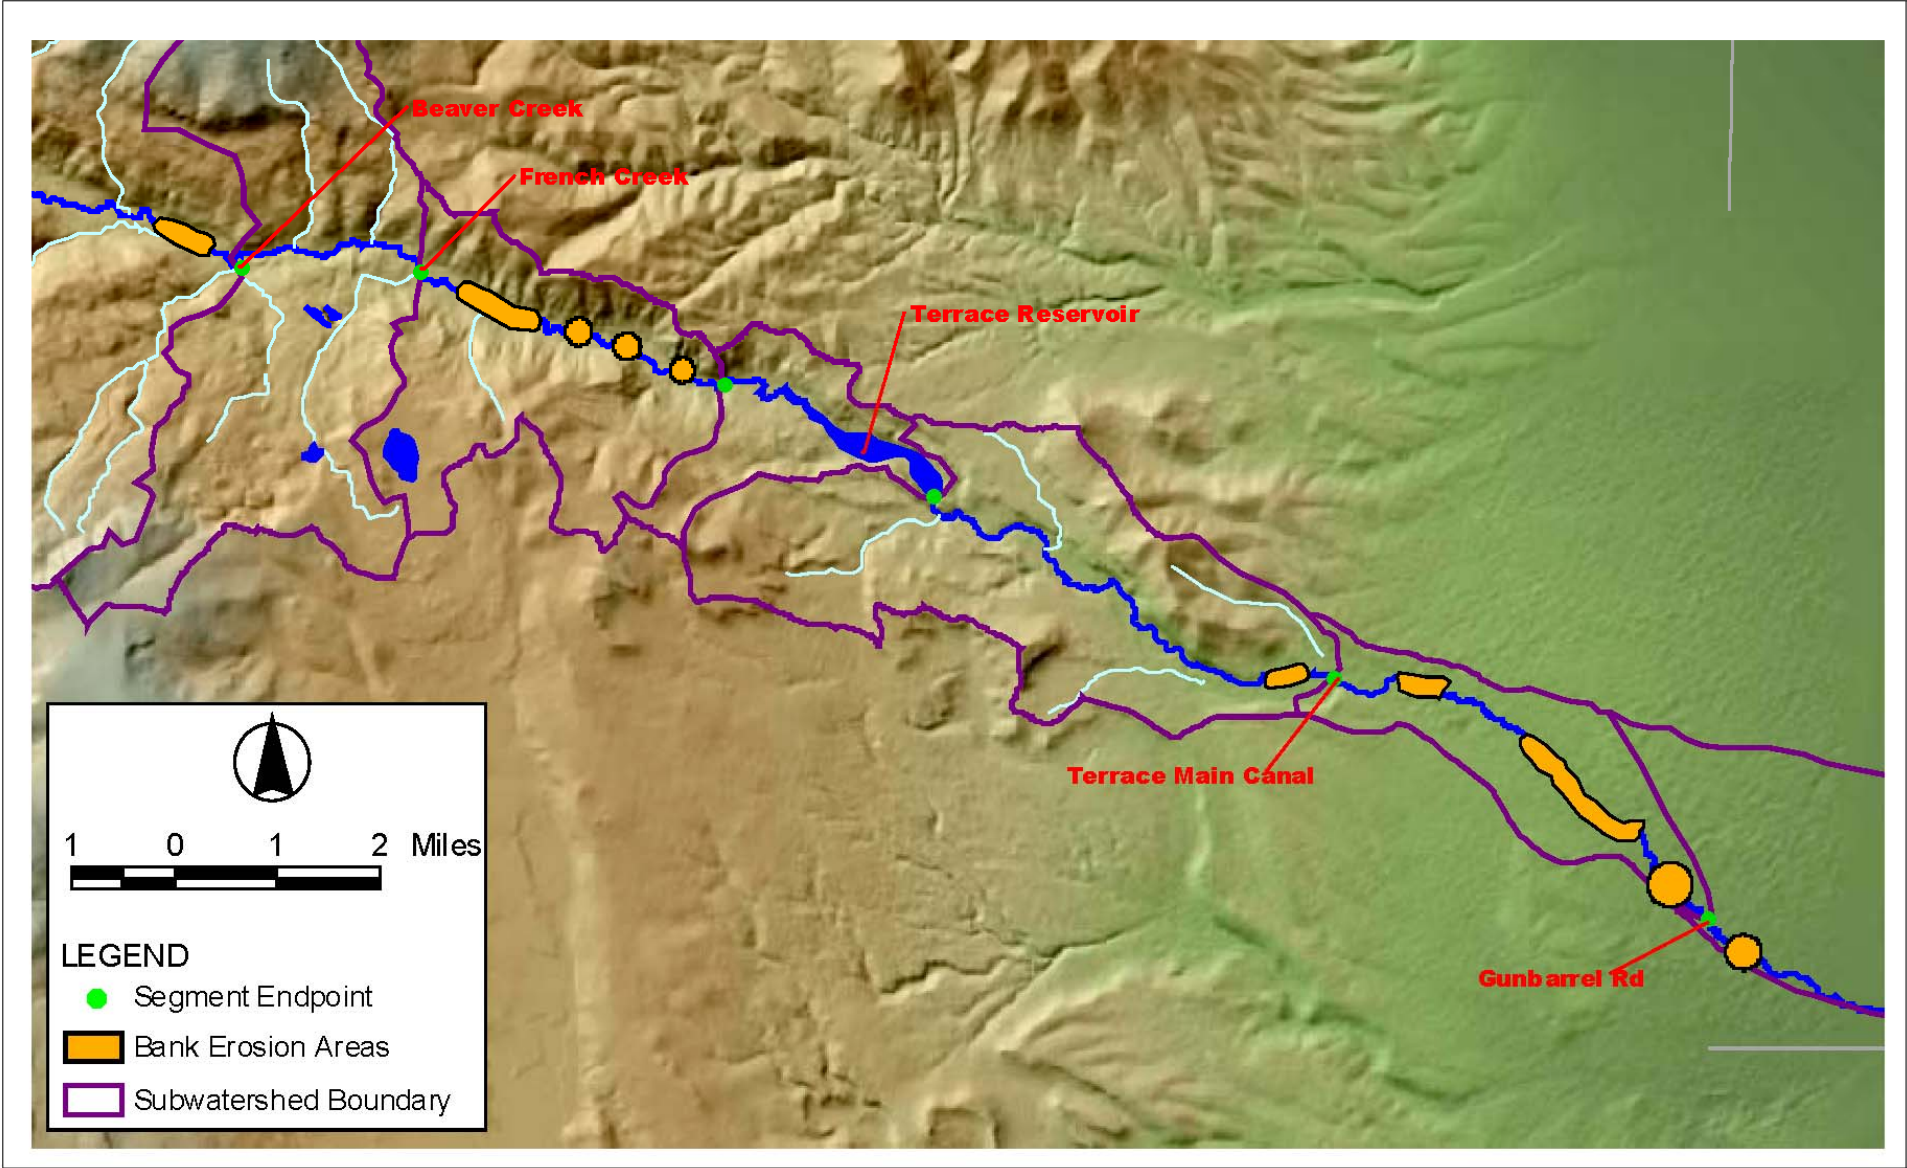 Beaver Creek
French Creek
Terrace Reservoir
Terrace Main Canal
Gunbarrel Rd
1 0 1 2 Miles
LEGEND
Segment Endpoint
Bank Erosion Areas
Subwatershed Boundary